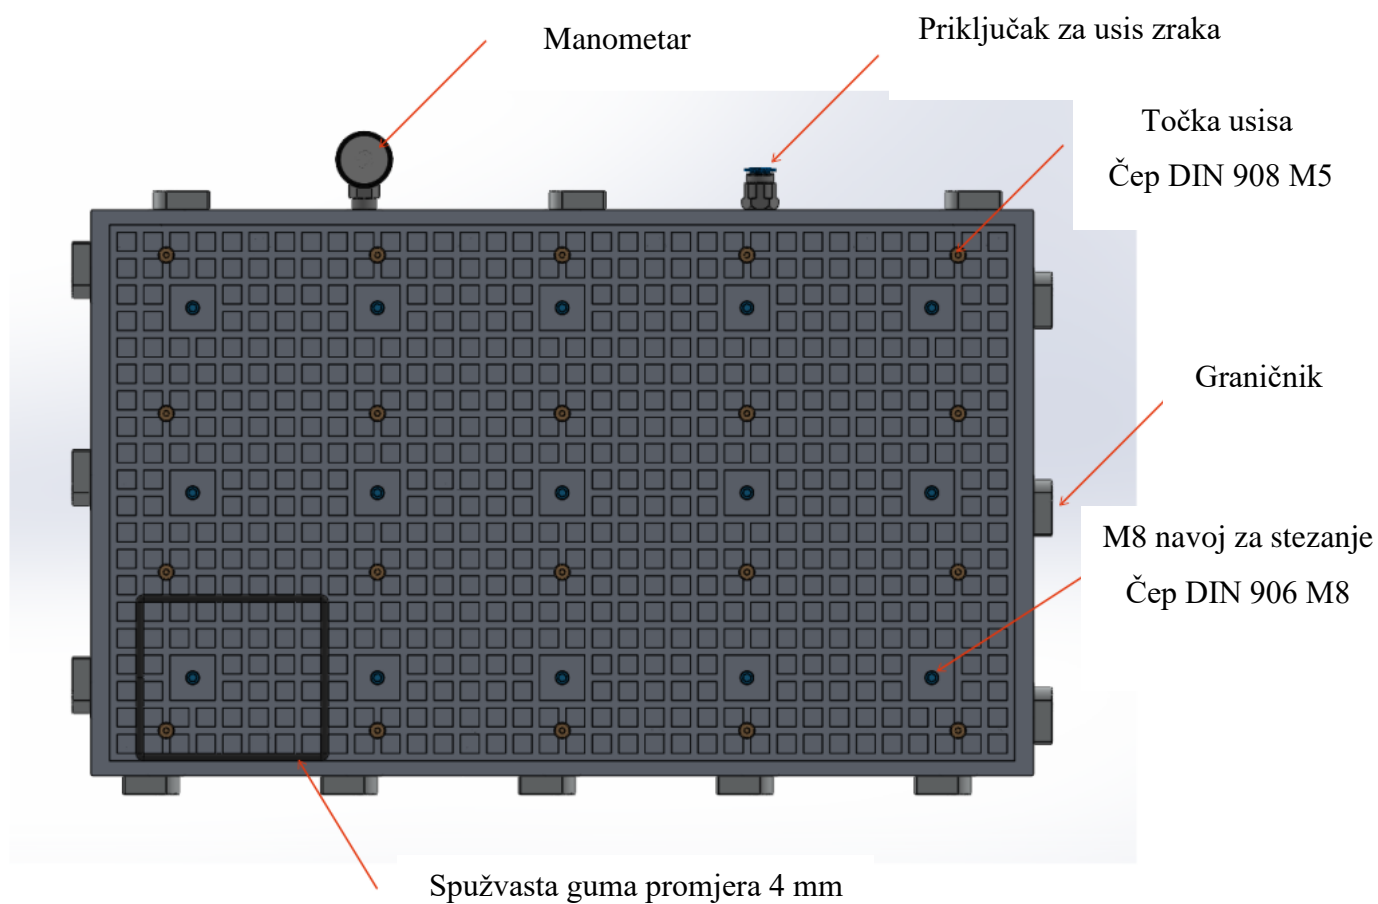 Manometar
Priključak za usis zraka
Točka usisa
Čep DIN 908 M5
Graničnik
M8 navoj za stezanje
Čep DIN 906 M8
Spužvasta guma promjera 4 mm